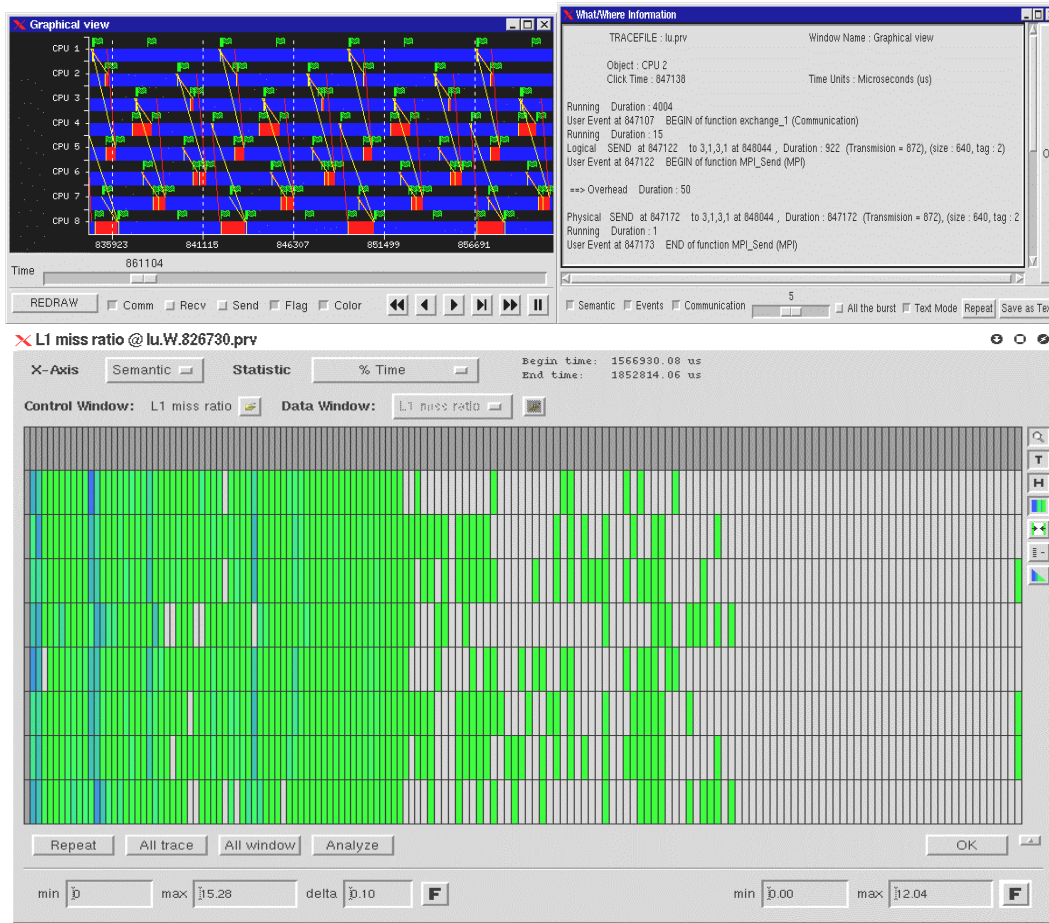 Graphical view
CPU 1
CPU 2
CPU 3
CPU 4
CPU 5
CPU 6
CPU 7
CPU 8
835923 841115 846307 851499 856691
861104
Time
REDRAW Comm Recv Send Flag Color
What/Where Information
TRACEFILE : lu.prv Window Name : Graphical view
Object : CPU 2
Click Time : 847138 Time Units : Microseconds (us)
Running Duration : 4004
User Event at 847107 BEGIN of function exchange_1 (Communication)
Running Duration : 15
Logical SEND at 847122 to 3,1,3,1 at 848044 , Duration : 922 (Transmision = 872), (size : 640, tag : 2)
User Event at 847122 BEGIN of function MPI_Send (MPI)
==> Overhead Duration : 50
Physical SEND at 847172 to 3,1,3,1 at 848044 , Duration : 847172 (Transmision = 872), (size : 640, tag : 2
Running Duration : 1
User Event at 847173 END of function MPI_Send (MPI)
5
Semantic Events Communication All the burst Text Mode Repeat Save as Tex
L1 miss ratio @ lu.W.826730.prv
X-Axis Semantic Statistic % Time Begin time: 1566930.08 us
End time: 1852814.06 us
Control Window: L1 miss ratio Data Window: L1 miss ratio
T
H
Repeat All trace All window Analyze OK
min 0 max 15.28 delta 0.10 F min 0.00 max 12.04 F